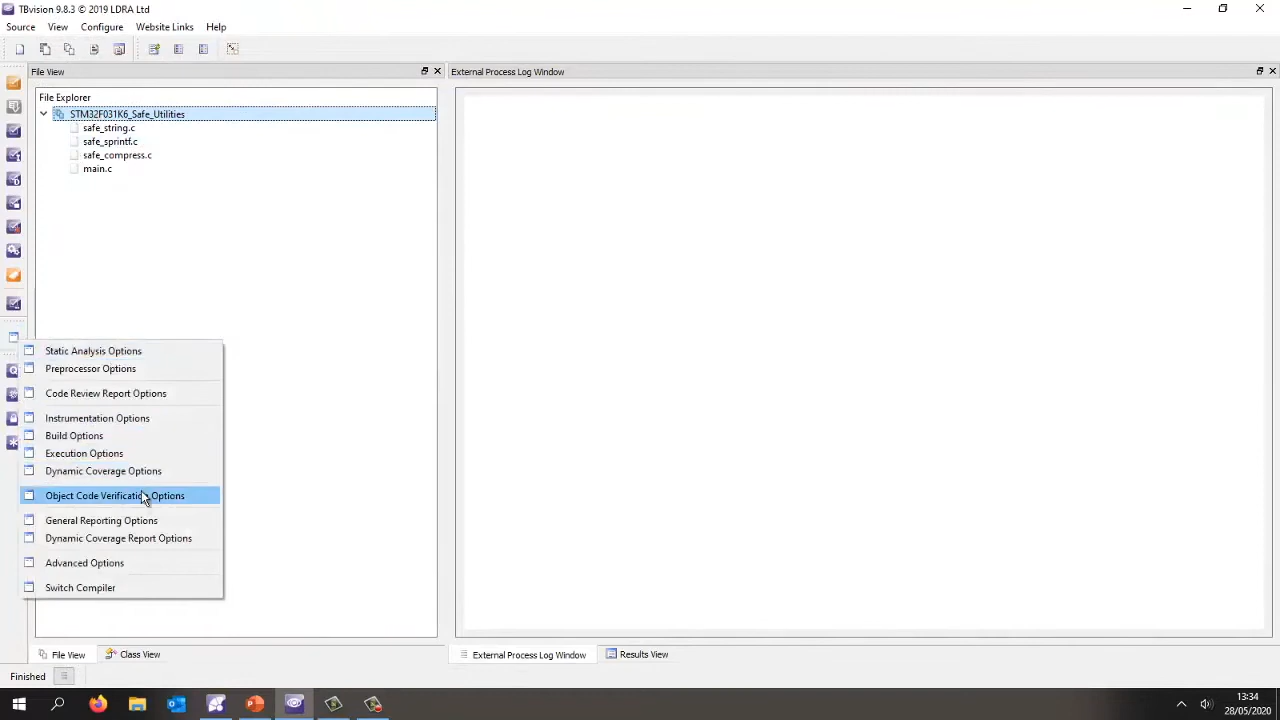 TBvision 9.8.3 © 2019 LDRA Ltd
Source View Configure Website Links Help
File View
External Process Log Window
File Explorer
STM32F031K6_Safe_Utilities
safe_string.c
safe_sprintf.c
safe_compress.c
main.c
Static Analysis Options
Preprocessor Options
Code Review Report Options
Instrumentation Options
Build Options
Execution Options
Dynamic Coverage Options
Object Code Verification Options
General Reporting Options
Dynamic Coverage Report Options
Advanced Options
Switch Compiler
File View Class View
External Process Log Window Results View
Finished
13:34
28/05/2020